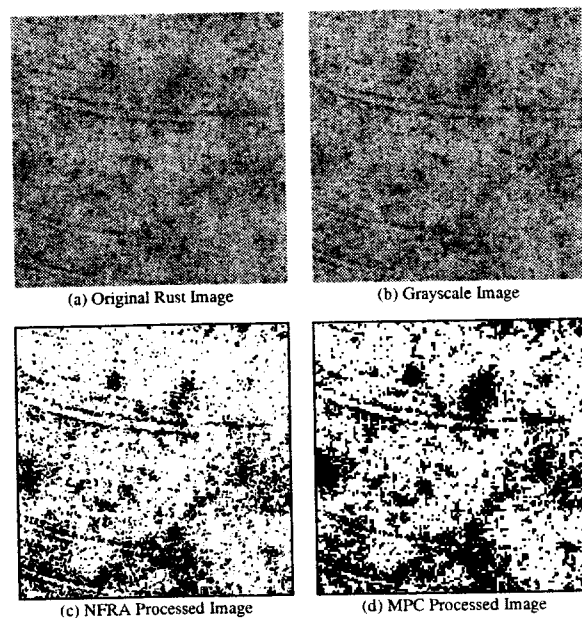 (a) Original Rust Image
(b) Grayscale Image
(c) NFRA Processed Image
(d) MPC Processed Image